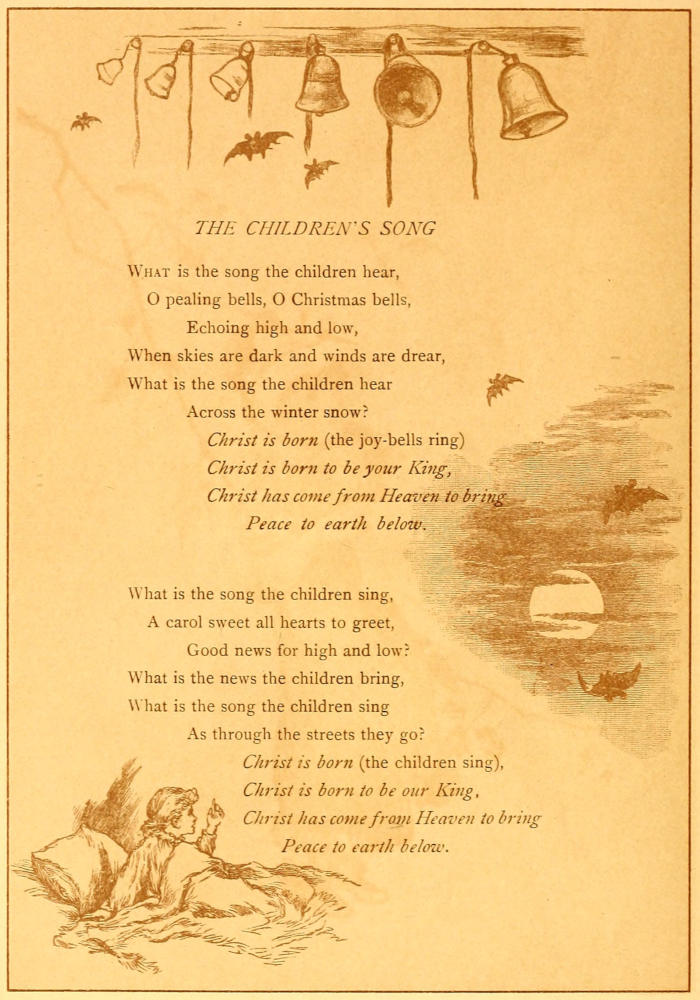 THE CHILDREN'S SONG
WHAT is the song the children hear,
O pealing bells, O Christmas bells,
Echoing high and low,
When skies are dark and winds are drear,
What is the song the children hear
Across the winter snow?
Christ is born (the joy-bells ring)
Christ is born to be your King,
Christ has come from Heaven to bring
Peace to earth below.
What is the song the children sing,
A carol sweet all hearts to greet,
Good news for high and low?
What is the news the children bring,
What is the song the children sing
As through the streets they go?
Christ is born (the children sing),
Christ is born to be our King,
Christ has come from Heaven to bring
Peace to earth below.